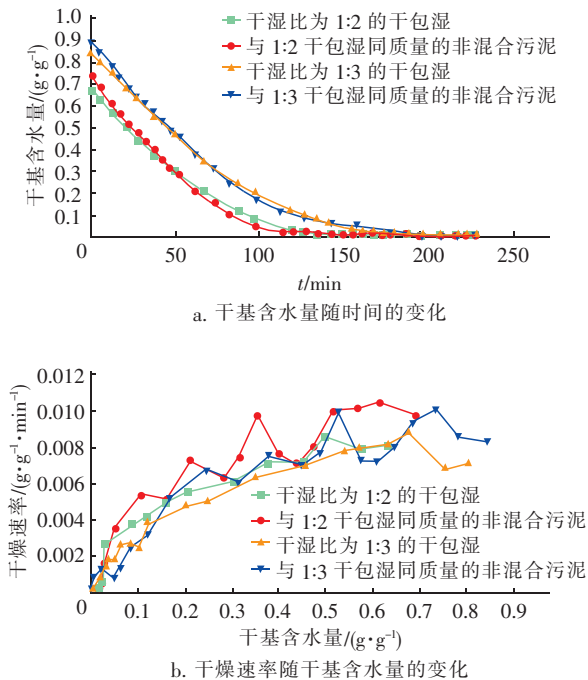 干基含水量/(g·g⁻¹)
1.0
0.9
0.8
0.7
0.6
0.5
0.4
0.3
0.2
0.1
0
50
100
150
200
250
t/min
干湿比为 1∶2 的干包湿
与 1∶2 干包湿同质量的非混合污泥
干湿比为 1∶3 的干包湿
与 1∶3 干包湿同质量的非混合污泥
a. 干基含水量随时间的变化
干燥速率/(g·g⁻¹·min⁻¹)
0.012
0.010
0.008
0.006
0.004
0.002
0
0.1
0.2
0.3
0.4
0.5
0.6
0.7
0.8
0.9
干基含水量/(g·g⁻¹)
干湿比为 1∶2 的干包湿
与 1∶2 干包湿同质量的非混合污泥
干湿比为 1∶3 的干包湿
与 1∶3 干包湿同质量的非混合污泥
b. 干燥速率随干基含水量的变化